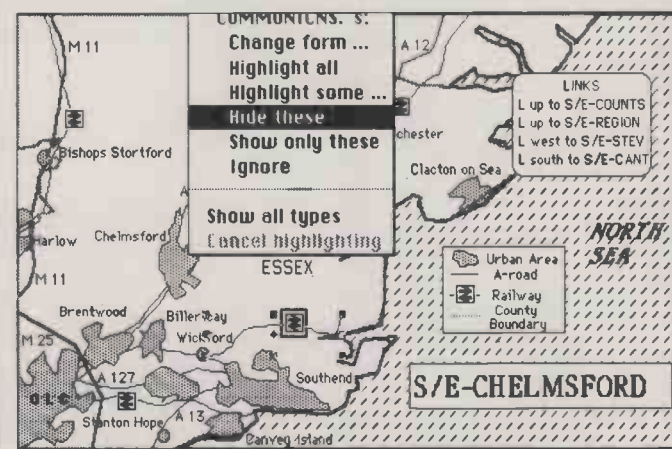 COMMUNICTNS. s:
Change form ...
Highlight all
HIghlight some ...
Hide these
Show only these
Ignore
Show all types
Cancel highlighting
M 11
A 12
LINKS
L up to S/E-COUNTS
L up to S/E-REGION
L west to S/E-STEV
L south to S/E-CANT
chester
Bishops Stortford
Clacton on Sea
A
Harlow
Chelmsford
NORTH
SEA
ESSEX
Urban Area
A-road
Railway
County
Boundary
M 11
Brentwood
Wickford
M 25
A 127
Southend
S/E-CHELMSFORD
GLC
Stanton Hope
A 13
Canvey Island